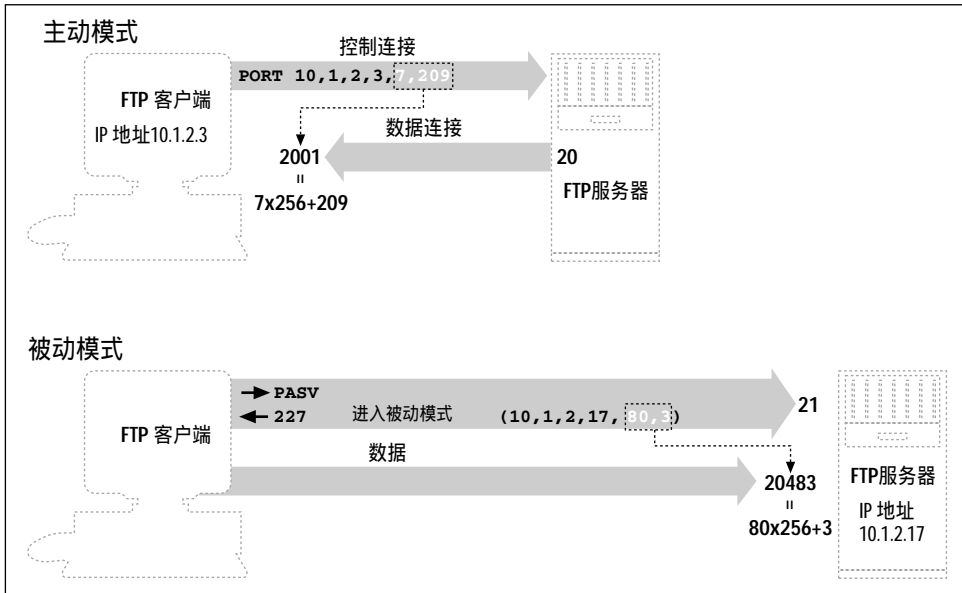 主动模式
控制连接
PORT 10,1,2,3,7,209
FTP 客户端
IP 地址10.1.2.3
数据连接
2001
=
7x256+209
20
FTP服务器
被动模式
PASV
227 进入被动模式 (10,1,2,17, 80,3)
21
FTP 客户端
数据
20483
=
80x256+3
FTP服务器
IP 地址
10.1.2.17